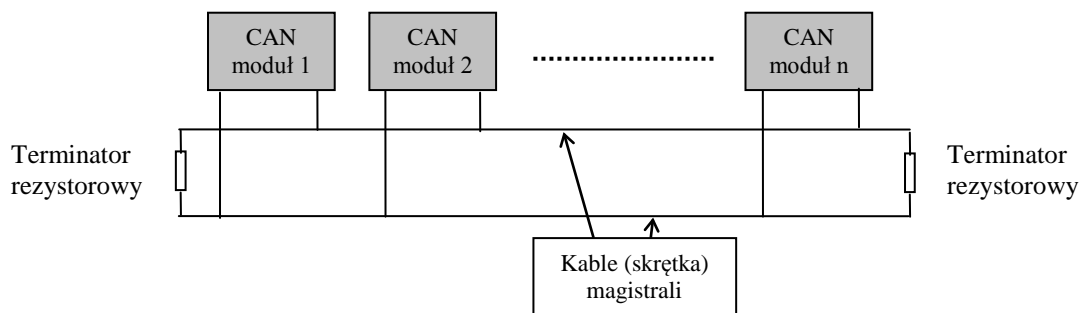 CAN
moduł 1
CAN
moduł 2
CAN
moduł n
Terminator
rezystorowy
Terminator
rezystorowy
Kable (skrętka)
magistrali